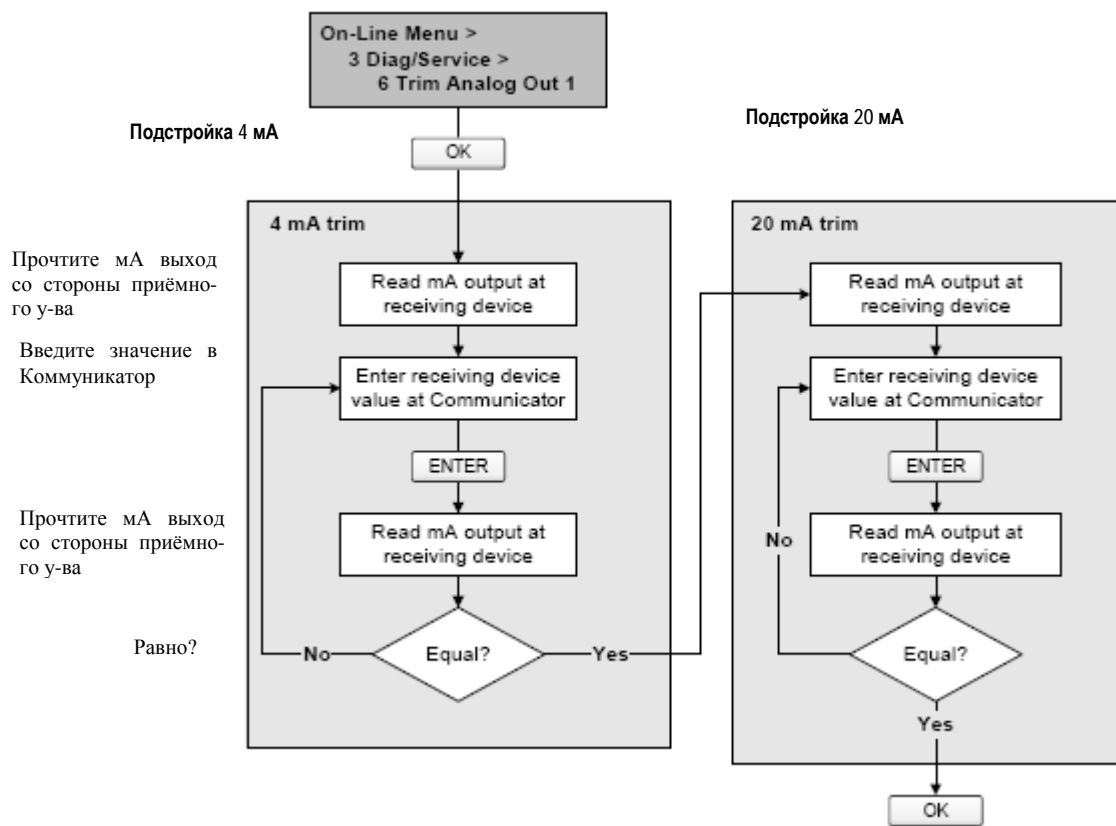 On-Line Menu >
3 Diag/Service >
6 Trim Analog Out 1
Подстройка 4 мА
Подстройка 20 мА
OK
4 mA trim
Прочтите мА выход
со стороны приёмно-
го у-ва
Read mA output at
receiving device
Введите значение в
Коммуникатор
Enter receiving device
value at Communicator
ENTER
Прочтите мА выход
со стороны приёмно-
го у-ва
Read mA output at
receiving device
Равно?
No
Equal?
Yes
20 mA trim
Read mA output at
receiving device
Enter receiving device
value at Communicator
ENTER
No
Read mA output at
receiving device
Equal?
Yes
OK